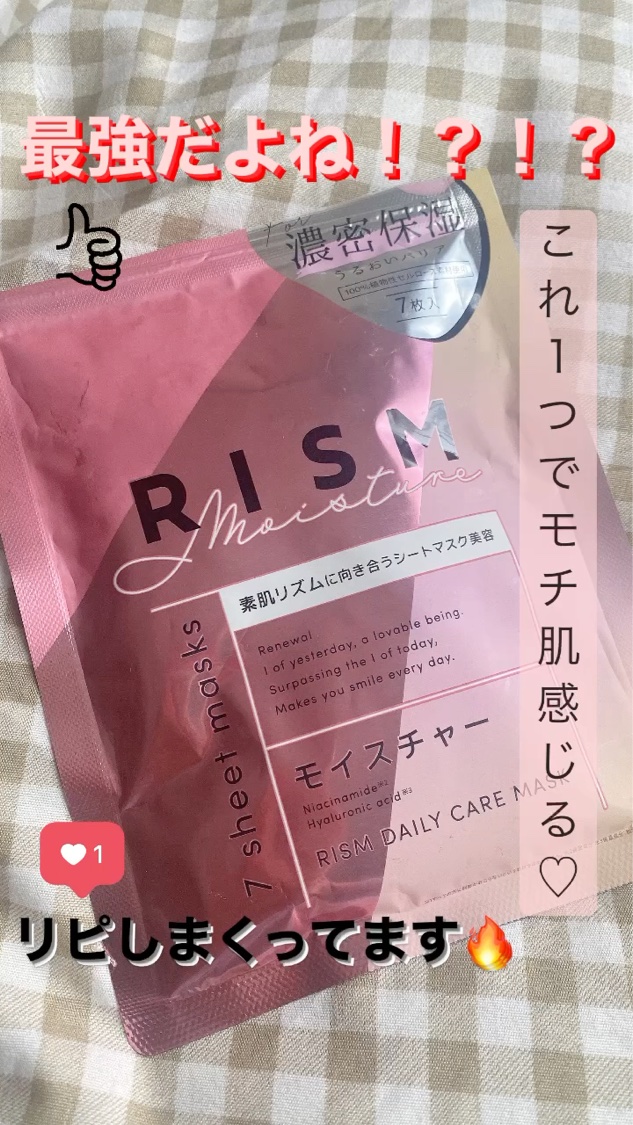 最強だよね！？！？
濃密保湿
うるおいバリア
7枚入
これ1つでモチ肌感じる♡
RISM
Moisture
素肌リズムに向き合うシートマスク美容
7 sheet masks
Renewal
I of yesterday, a lovable being.
Surpassing the I of today,
Makes you smile every day.
モイスチャー
Niacinamide※2
Hyaluronic acid※3
RISM DAILY CARE MASK
1
リピしまくってます🔥